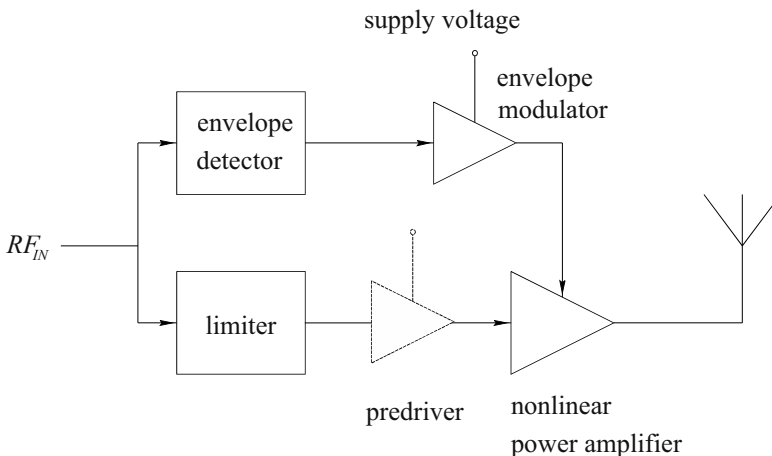 supply voltage
envelope
modulator
envelope
detector
RF_IN
limiter
predriver
nonlinear
power amplifier